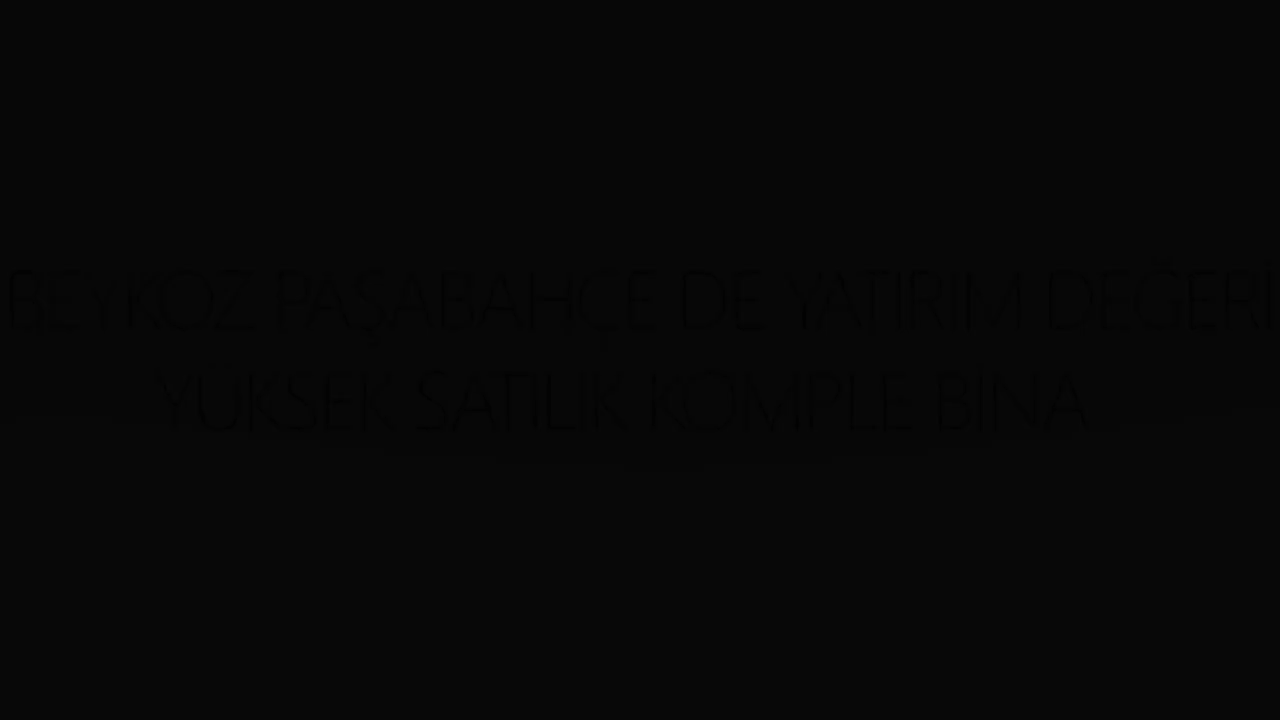 BEYKOZ PAŞABAHÇE DE YATIRIM DEĞERİ
YÜKSEK SATILIK KOMPLE BİNA